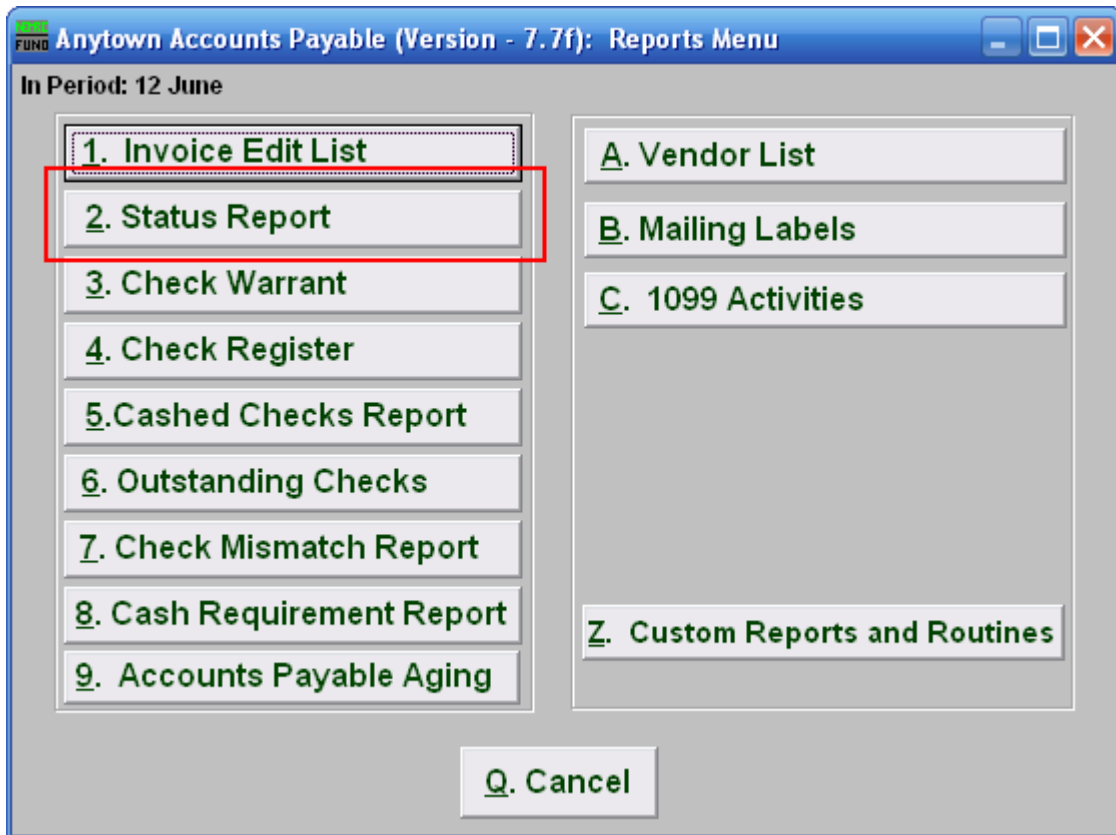 FUND Anytown Accounts Payable (Version - 7.7f): Reports Menu
In Period: 12 June
1. Invoice Edit List
2. Status Report
3. Check Warrant
4. Check Register
5.Cashed Checks Report
6. Outstanding Checks
7. Check Mismatch Report
8. Cash Requirement Report
9. Accounts Payable Aging
A. Vendor List
B. Mailing Labels
C. 1099 Activities
Z. Custom Reports and Routines
Q. Cancel